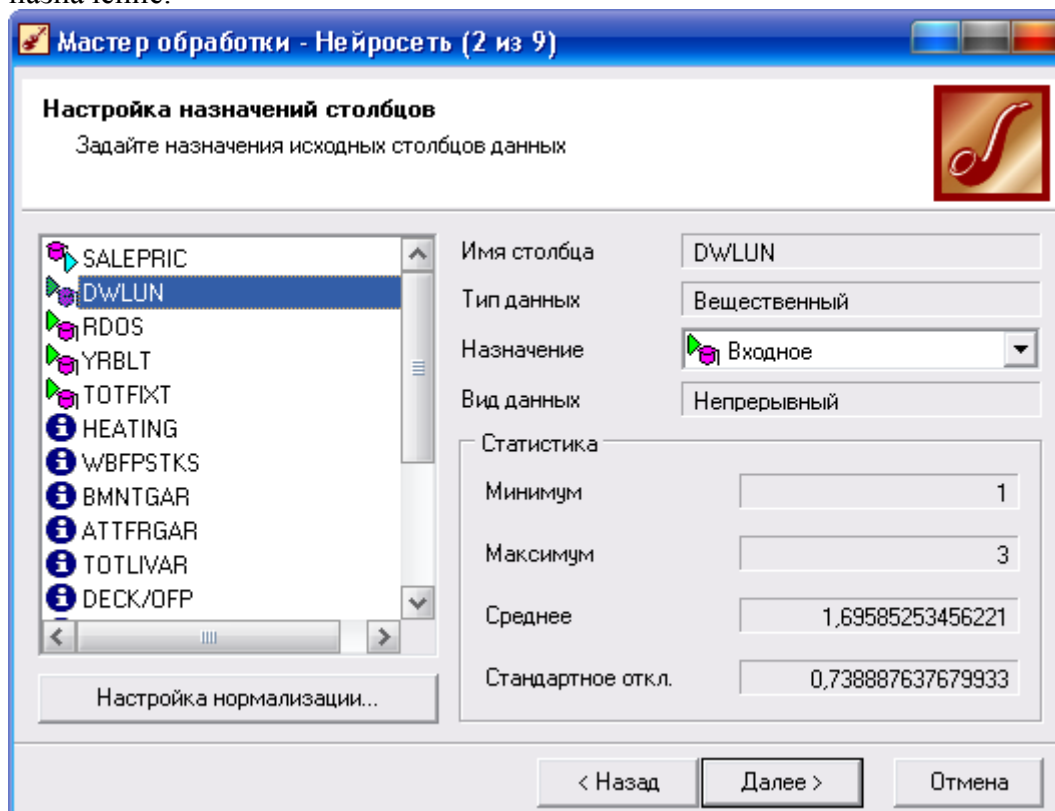 назначение.
Мастер обработки - Нейросеть (2 из 9)
Настройка назначений столбцов
Задайте назначения исходных столбцов данных
SALEPRIC
DWLUN
RDOS
YRBLT
TOTFIXT
HEATING
WBFPSTKS
BMNTGAR
ATTFRGAR
TOTLIVAR
DECK/OFP
Настройка нормализации...
Имя столбца DWLUN
Тип данных Вещественный
Назначение Входное
Вид данных Непрерывный
Статистика
Минимум 1
Максимум 3
Среднее 1,69585253456221
Стандартное откл. 0,738887637679933
< Назад Далее > Отмена